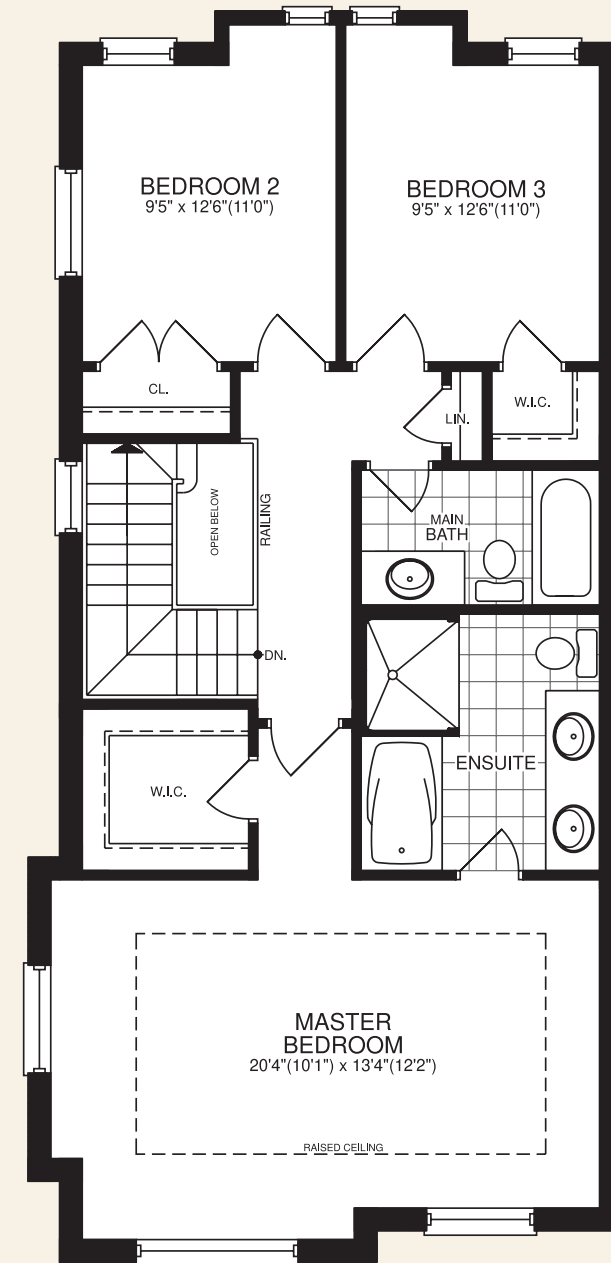 BEDROOM 2
9'5" x 12'6"(11'0")
BEDROOM 3
9'5" x 12'6"(11'0")
CL.
LIN.
W.I.C.
OPEN BELOW
RAILING
MAIN
BATH
DN.
ENSUITE
W.I.C.
MASTER
BEDROOM
20'4"(10'1") x 13'4"(12'2")
RAISED CEILING